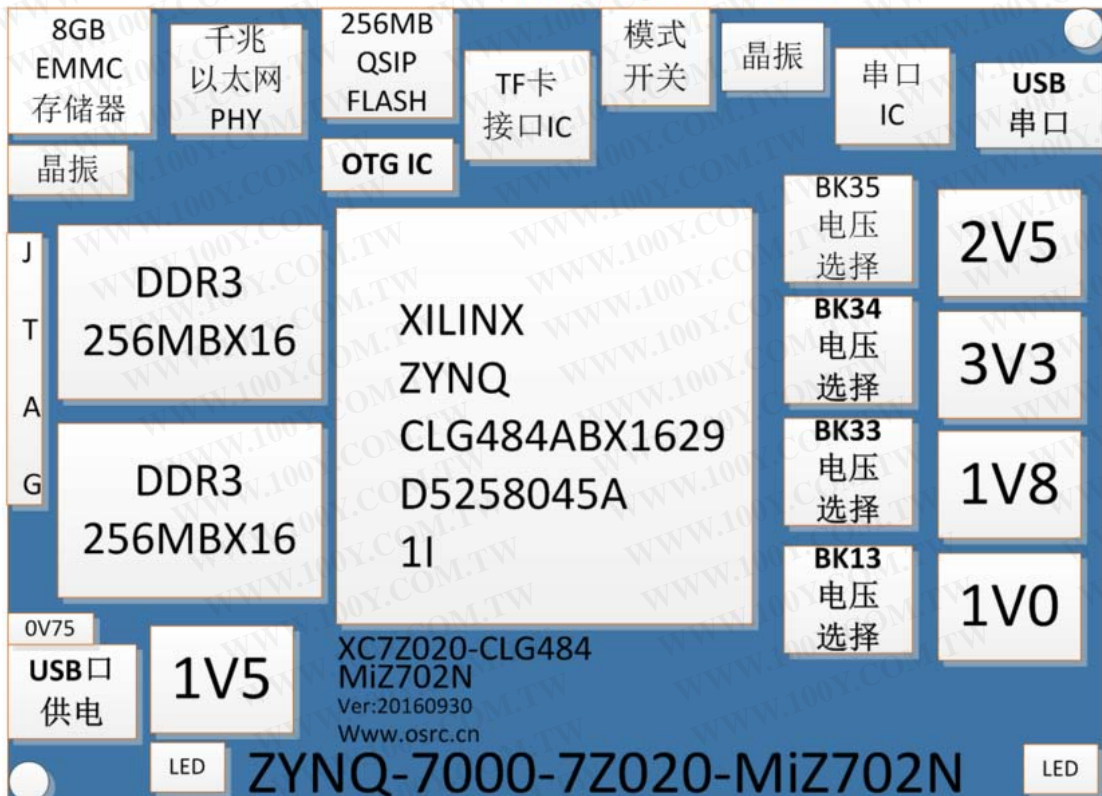 8GB
EMMC
存储器
千兆
以太网
PHY
256MB
QSIP
FLASH
TF卡
接口IC
模式
开关
晶振
串口
IC
USB
串口
晶振
OTG IC
J
T
A
G
DDR3
256MBX16
DDR3
256MBX16
XILINX
ZYNQ
CLG484ABX1629
D5258045A
1I
BK35
电压
选择
2V5
BK34
电压
选择
3V3
BK33
电压
选择
1V8
BK13
电压
选择
1V0
0V75
USB口
供电
1V5
XC7Z020-CLG484
MiZ702N
Ver:20160930
Www.osrc.cn
LED
ZYNQ-7000-7Z020-MiZ702N
LED
WWW.100Y.COM.TW